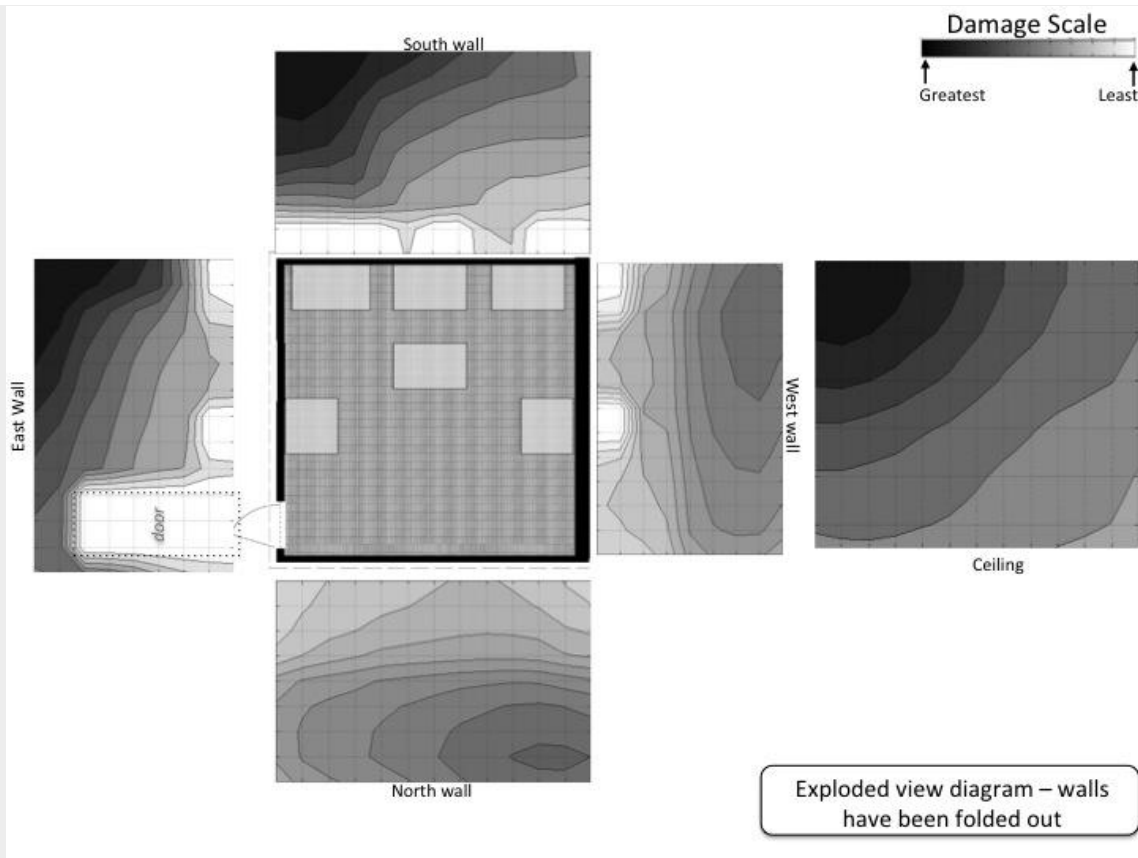 South wall
Damage Scale
Greatest
Least
East Wall
door
West wall
Ceiling
North wall
Exploded view diagram – walls
have been folded out